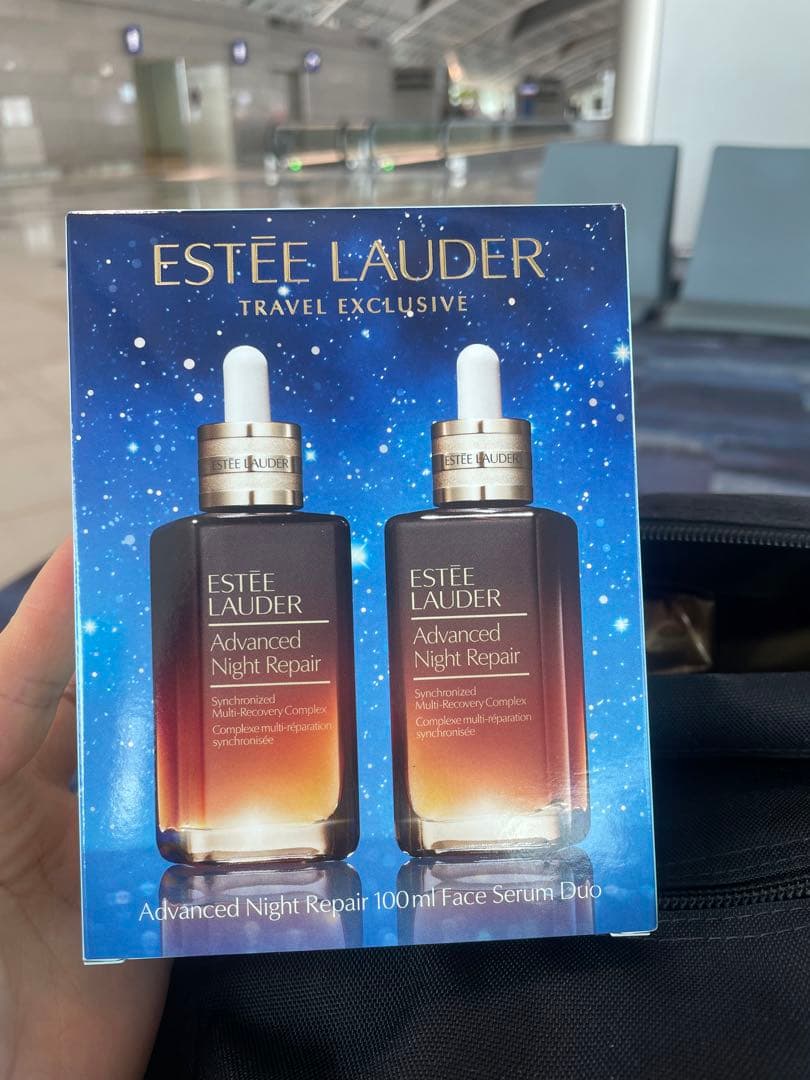 ESTĒE LAUDER
TRAVEL EXCLUSIVE
ESTĒE LAUDER
ESTĒE
LAUDER
Advanced
Night Repair
Synchronized
Multi-Recovery Complex
Complexe multi-réparation
synchronisée
ESTĒE LAUDER
ESTĒE
LAUDER
Advanced
Night Repair
Synchronized
Multi-Recovery Complex
Complexe multi-réparation
synchronisée
Advanced Night Repair 100ml Face Serum Duo